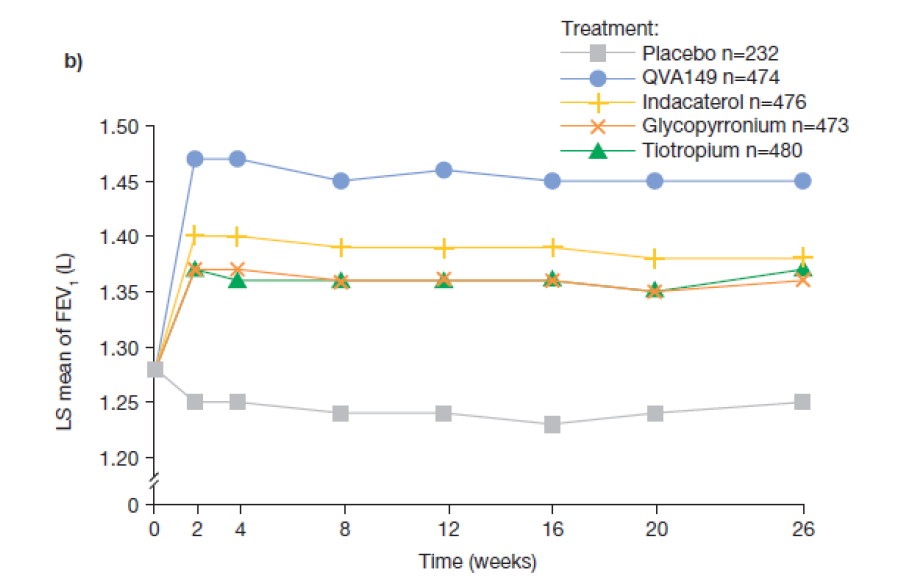 Treatment:
Placebo n=232
b)
QVA149 n=474
Indacaterol n=476
Glycopyrronium n=473
Tiotropium n=480
1.50
1.45
1.40
1.35
1.30
1.25
1.20
0
LS mean of FEV1 (L)
0 2 4 8 12 16 20 26
Time (weeks)